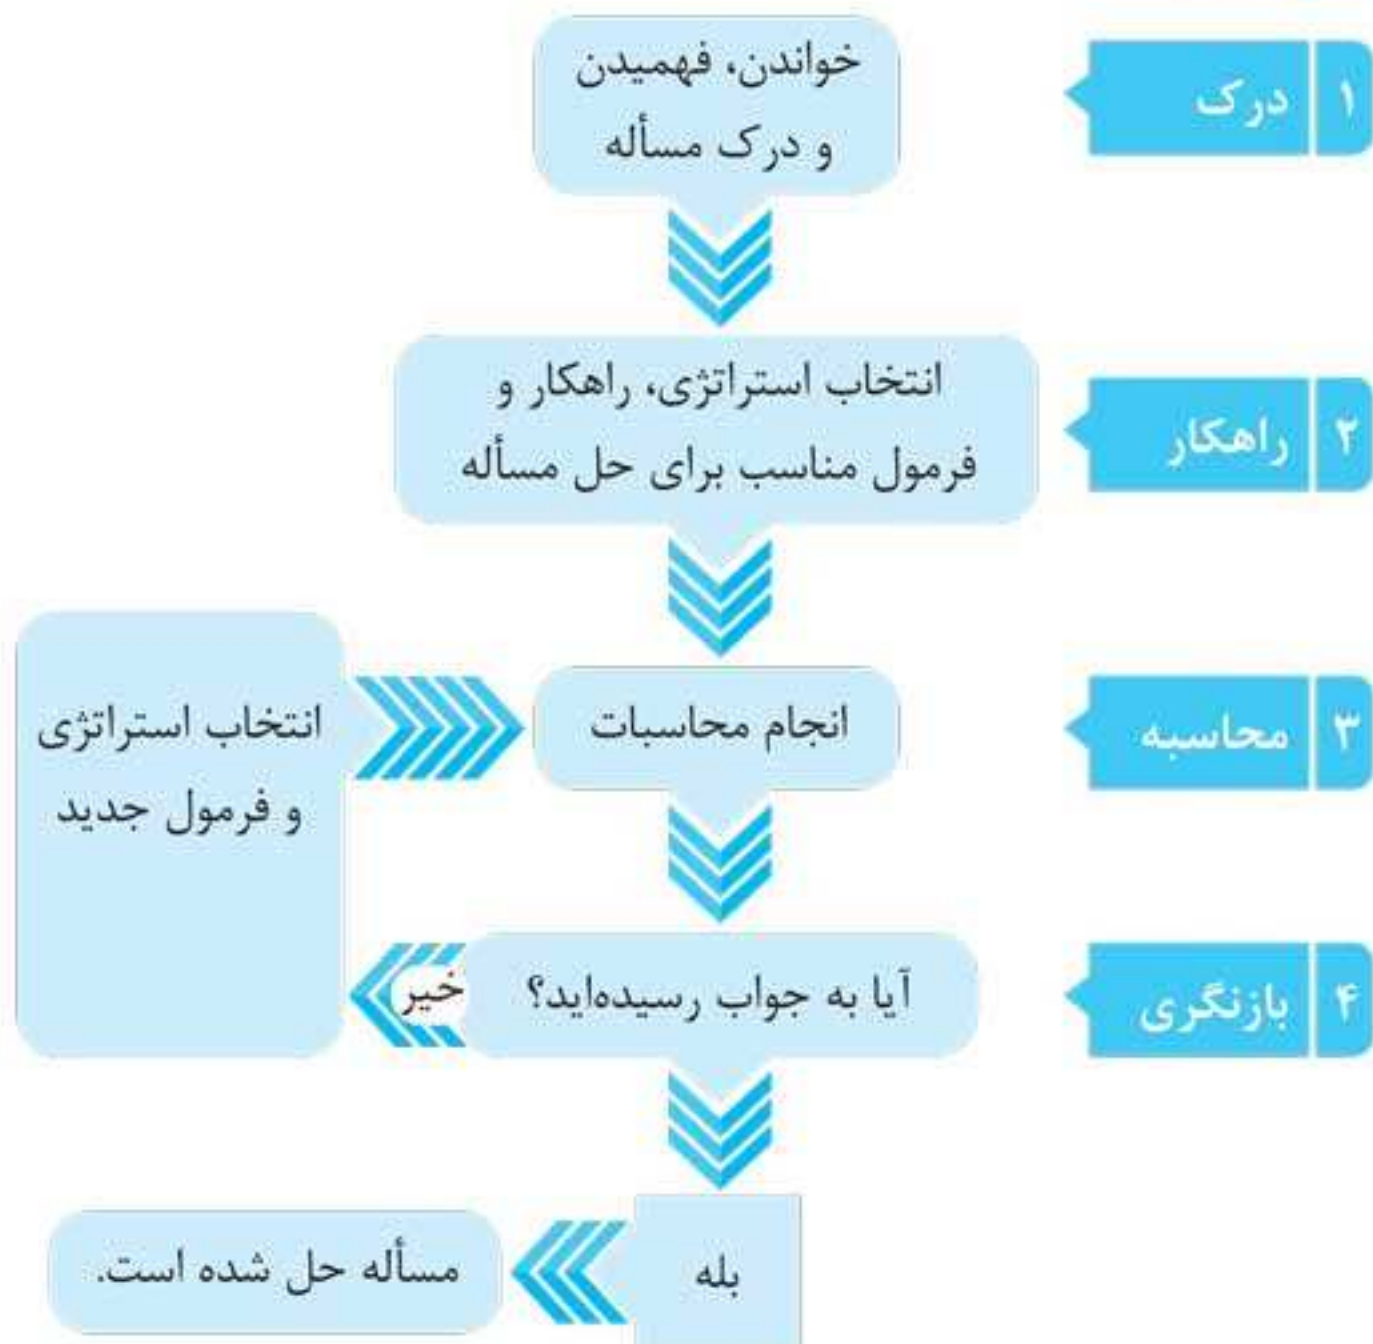 ۱ درک
خواندن، فهمیدن
و درک مسأله
۲ راهکار
انتخاب استراتژی، راهکار و
فرمول مناسب برای حل مسأله
۳ محاسبه
انجام محاسبات
انتخاب استراتژی
و فرمول جدید
۴ بازنگری
آیا به جواب رسیده‌اید؟
خیر
بله
مسأله حل شده است.